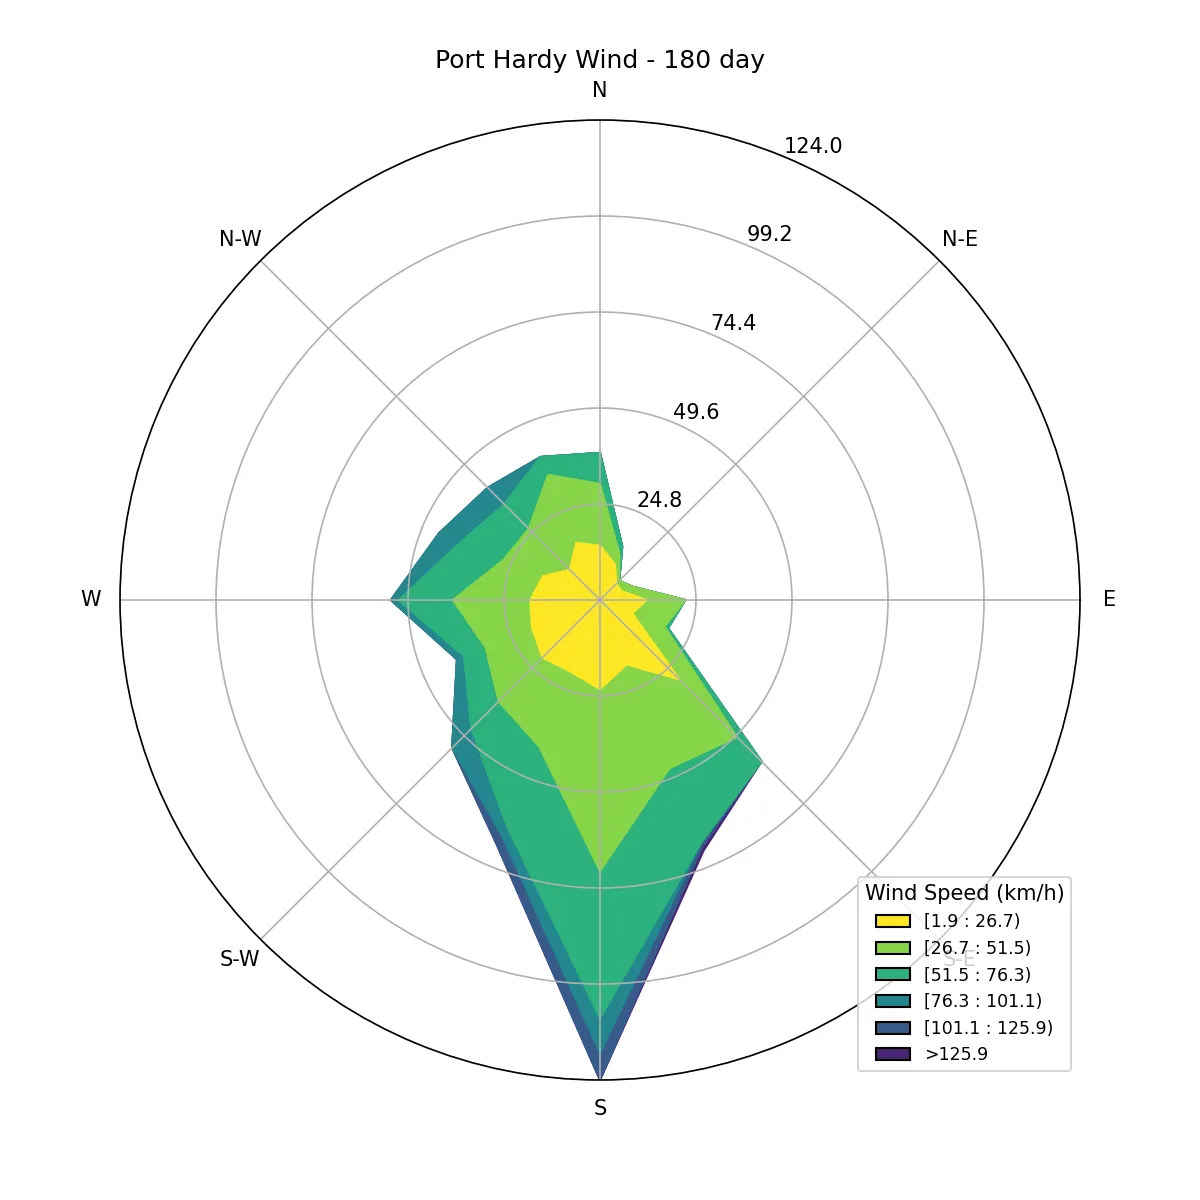 Port Hardy Wind - 180 day
N
124.0
99.2
N-W
N-E
74.4
49.6
24.8
W
E
Wind Speed (km/h)
[1.9 : 26.7)
[26.7 : 51.5)
S-W
S-E
[51.5 : 76.3)
[76.3 : 101.1)
[101.1 : 125.9)
>125.9
S